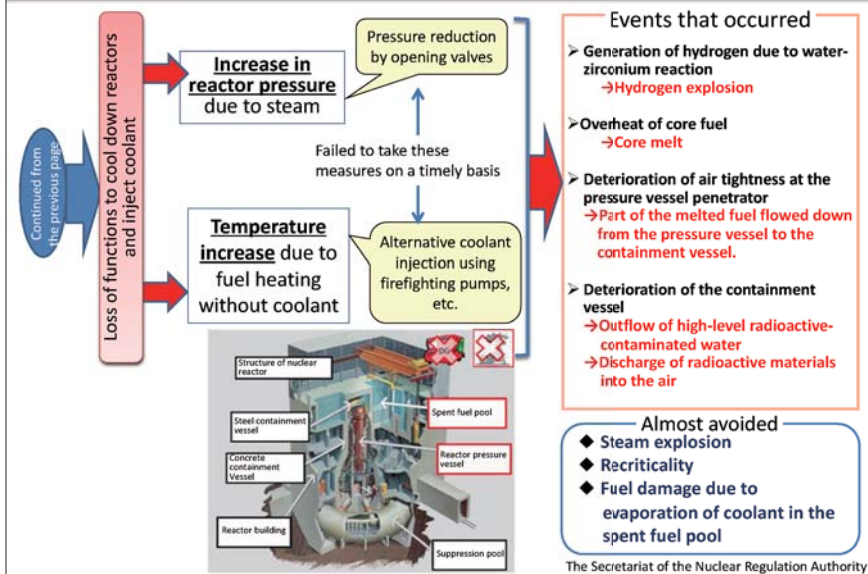 Continued from
the previous page
Loss of functions to cool down reactors
and inject coolant
Increase in
reactor pressure
due to steam
Pressure reduction
by opening valves
Failed to take these
measures on a timely basis
Temperature
increase due to
fuel heating
without coolant
Alternative coolant
injection using
firefighting pumps,
etc.
Structure of nuclear
reactor
Steel containment
vessel
Concrete
containment
Vessel
Reactor building
DG
Spent fuel pool
Reactor pressure
vessel
Suppression pool
Events that occurred
➢ Generation of hydrogen due to water-
zirconium reaction
→Hydrogen explosion
➢ Overheat of core fuel
→Core melt
➢ Deterioration of air tightness at the
pressure vessel penetrator
→Part of the melted fuel flowed down
from the pressure vessel to the
containment vessel.
➢ Deterioration of the containment
vessel
→Outflow of high-level radioactive-
contaminated water
→Discharge of radioactive materials
into the air
Almost avoided
◆ Steam explosion
◆ Recriticality
◆ Fuel damage due to
evaporation of coolant in the
spent fuel pool
The Secretariat of the Nuclear Regulation Authority